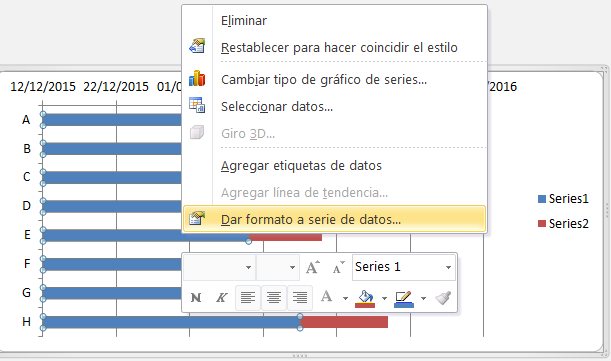 Eliminar
Restablecer para hacer coincidir el estilo
Cambiar tipo de gráfico de series...
Seleccionar datos...
Giro 3D...
Agregar etiquetas de datos
Agregar línea de tendencia...
Dar formato a serie de datos...
12/12/2015 22/12/2015 01/0 /2016
A
B
C
D
E
F
G
H
Series1
Series2
A A Series 1
N K A